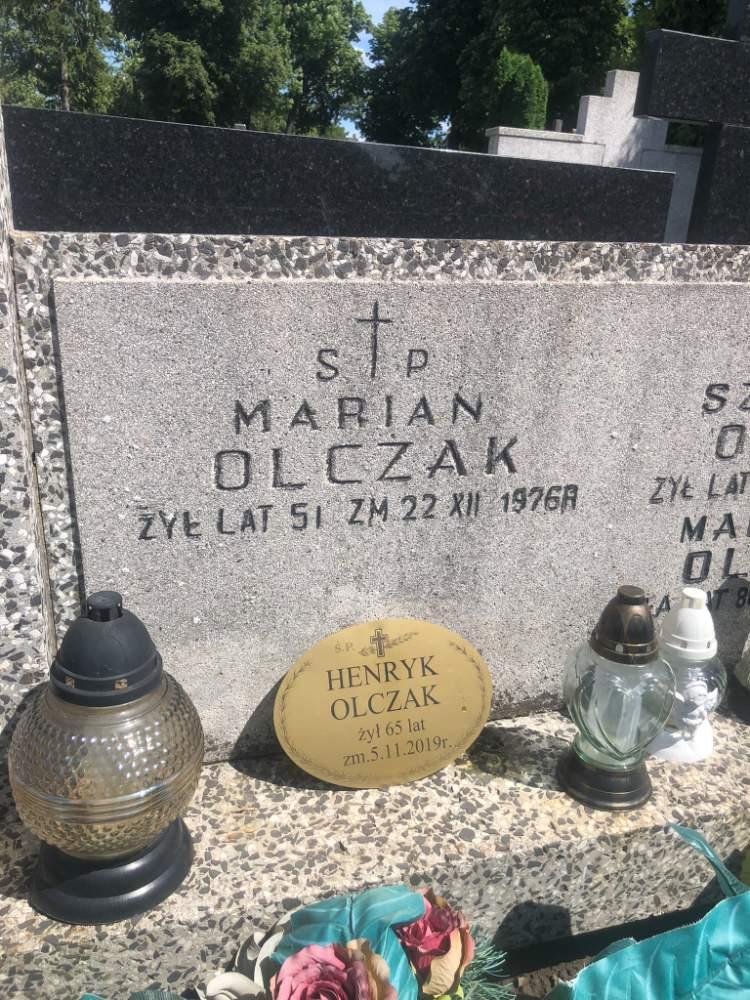 S P
MARIAN
OLCZAK
ŻYŁ LAT 51 ZM 22 XII 1976R
ŻYŁ LAT
Ś.P.
HENRYK
OLCZAK
żył 65 lat
zm.5.11.2019r.